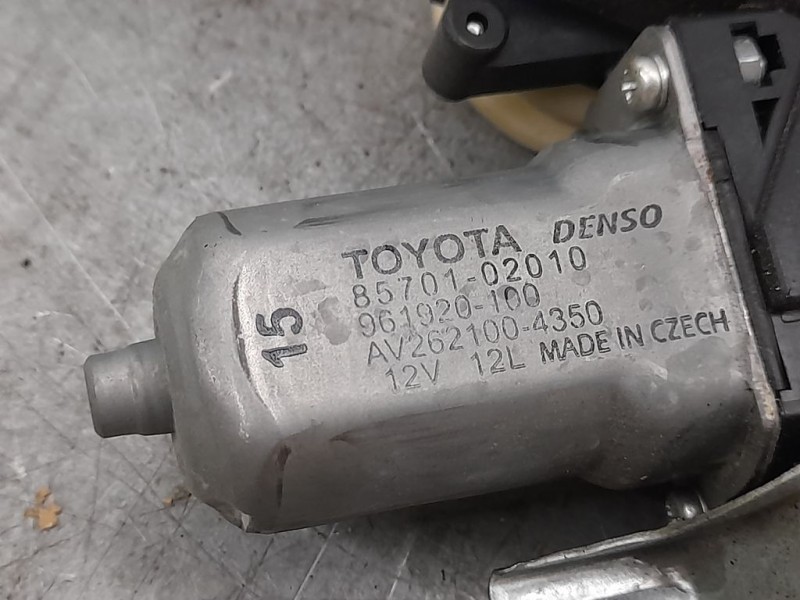 TOYOTA DENSO
85701-02010
961920-100
AV262100-4350
12V 12L MADE IN CZECH
15